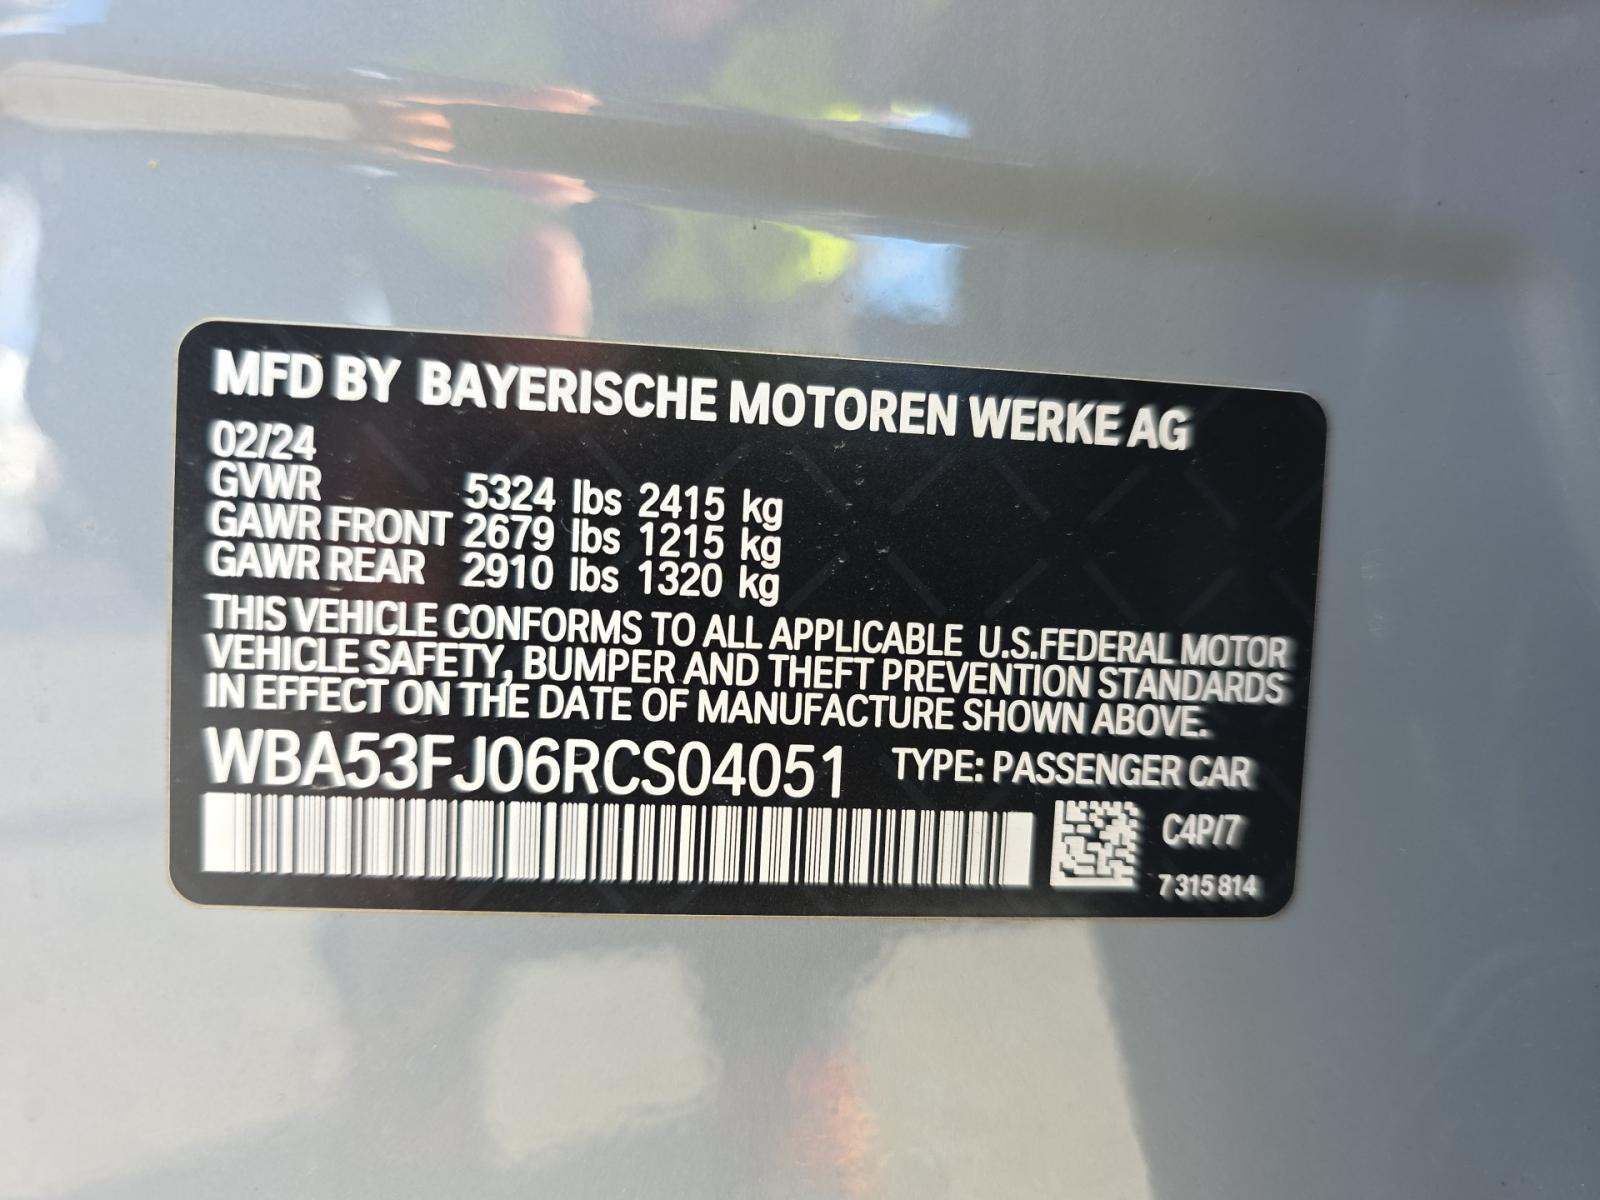 MFD BY BAYERISCHE MOTOREN WERKE AG
02/24
GVWR 5324 lbs 2415 kg
GAWR FRONT 2679 lbs 1215 kg
GAWR REAR 2910 lbs 1320 kg
THIS VEHICLE CONFORMS TO ALL APPLICABLE U.S.FEDERAL MOTOR
VEHICLE SAFETY, BUMPER AND THEFT PREVENTION STANDARDS
IN EFFECT ON THE DATE OF MANUFACTURE SHOWN ABOVE.
WBA53FJ06RCS04051 TYPE: PASSENGER CAR
C4P/7
7 315 814